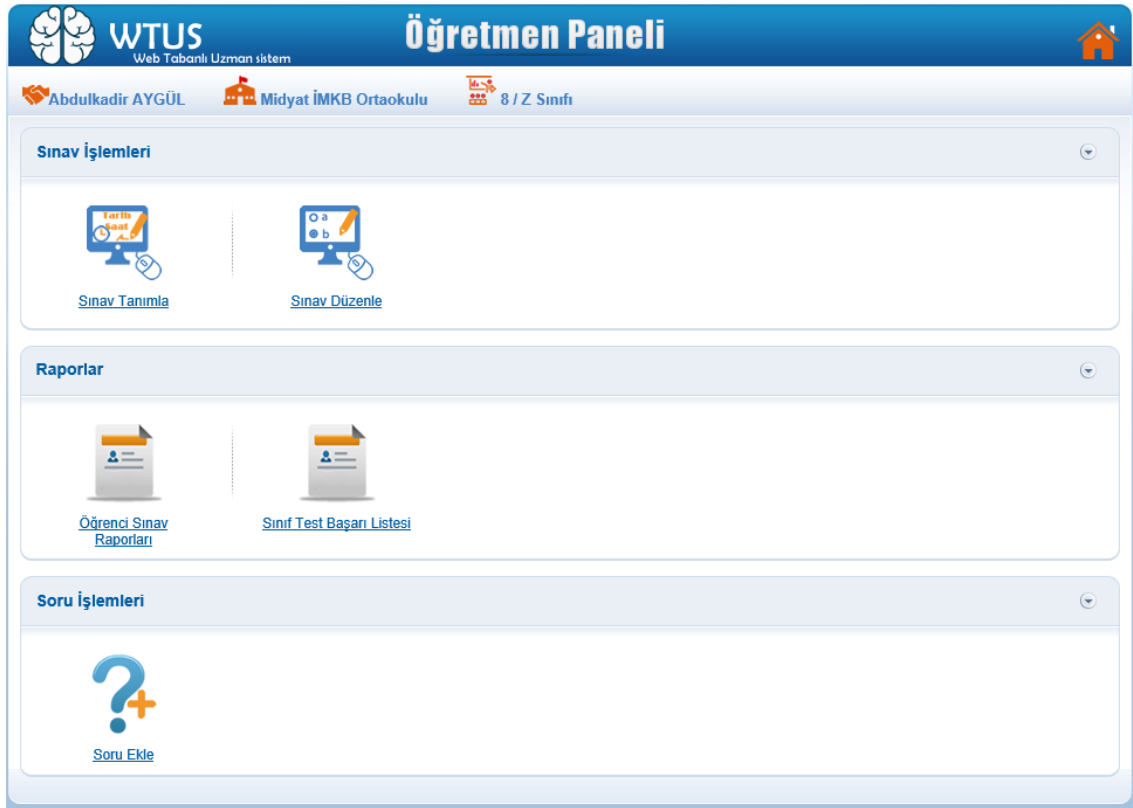 WTUS
Web Tabanlı Uzman sistem
Öğretmen Paneli
Abdulkadir AYGÜL
Midyat İMKB Ortaokulu
8 / Z Sınıfı
Sınav İşlemleri
Tarih
Saat
a
b
Sınav Tanımla
Sınav Düzenle
Raporlar
Öğrenci Sınav
Raporları
Sınıf Test Başarı Listesi
Soru İşlemleri
Soru Ekle